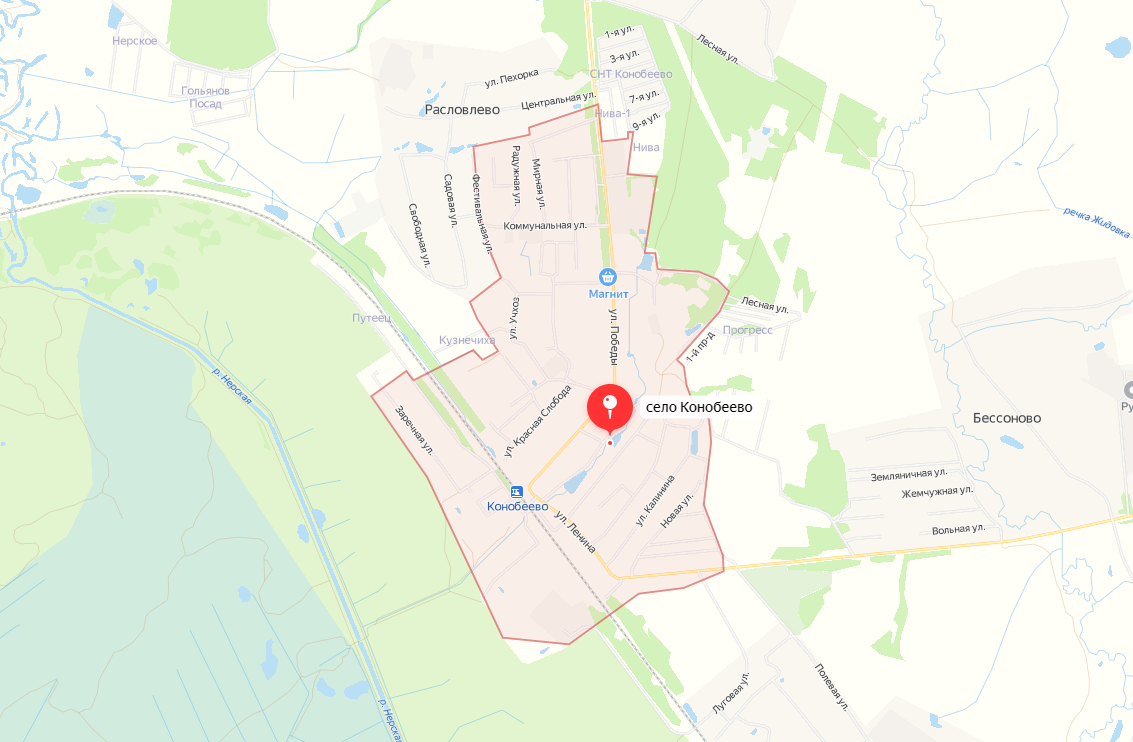 Нерское
1-я ул.
Лесная ул.
3-я ул.
СНТ Конобеево
ул. Пехорка
Гольянов
Посад
Центральная ул.
7-я ул.
Расловлево
Нива-1
9-я ул.
Нива
Радужная ул.
Мирная ул.
Фестивальная ул.
Садовая ул.
Свободная ул.
Коммунальная ул.
речка Жидовка
Магнит
Лесная ул.
Путеец
ул. Учхоз
ул. Победы
Прогресс
Кузнечиха
1-й пр-д
р. Нерская
Ру
село Конобеево
Бессоново
Заречная ул.
ул. Красная Слобода
Земляничная ул.
Жемчужная ул.
Конобеево
ул. Калинина
Новая ул.
ул. Ленина
Вольная ул.
Луговая ул.
Полевая ул.
р. Нерская